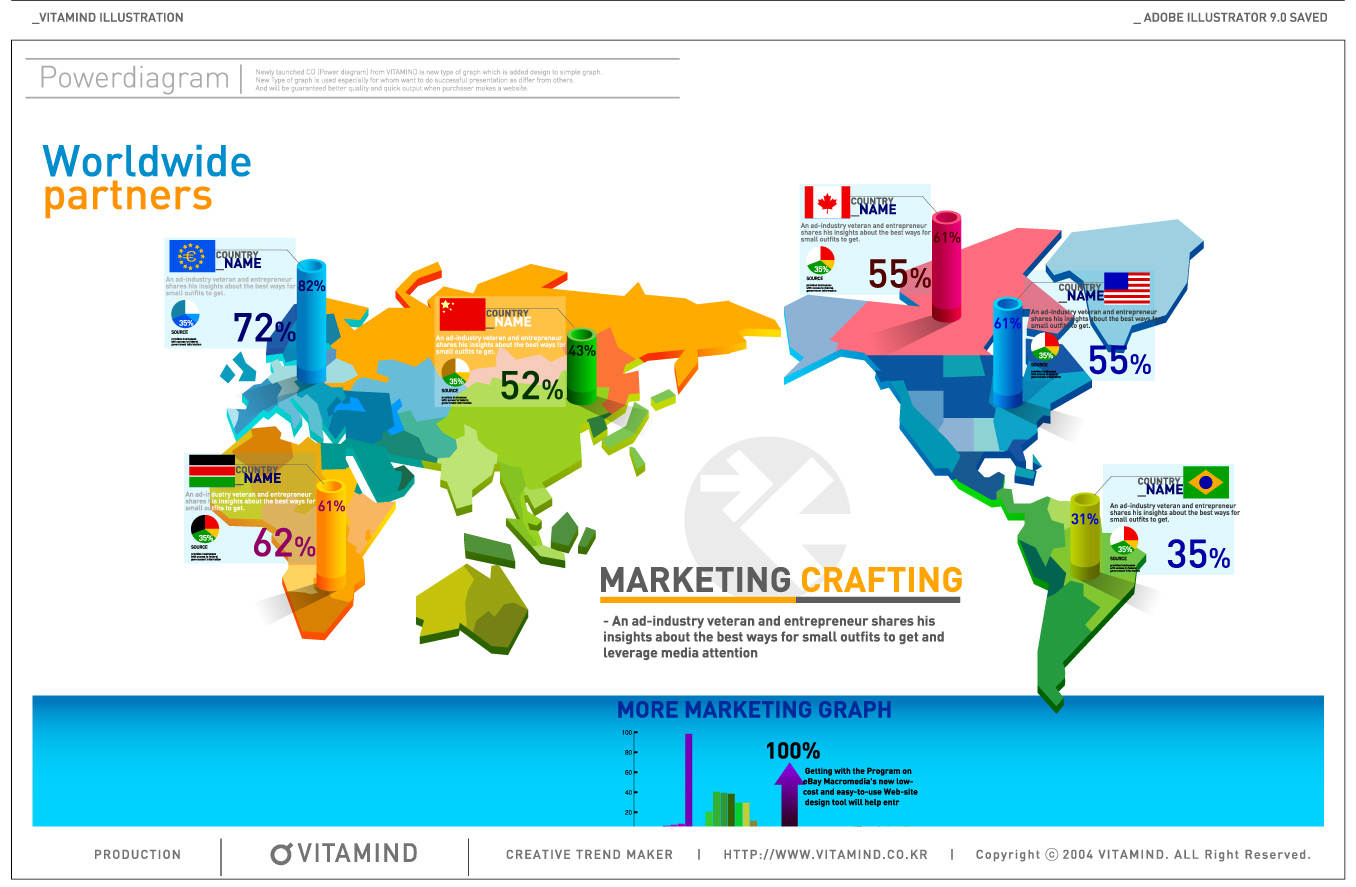 _VITAMIND ILLUSTRATION
_ ADOBE ILLUSTRATOR 9.0 SAVED
Powerdiagram
Newly launched CD (Power diagram) from VITAMIND is new type of graph which is added design to simple graph.
New Type of graph is used especially for whom want to do successful presentation as differ from others.
And will be guaranteed better quality and quick output when purchaser makes a website.
Worldwide
partners
COUNTRY
_NAME
An ad-industry veteran and entrepreneur
shares his insights about the best ways for
small outfits to get.
35%
SOURCE
72%
82%
COUNTRY
_NAME
An ad-industry veteran and entrepreneur
shares his insights about the best ways for
small outfits to get.
35%
SOURCE
52%
43%
COUNTRY
_NAME
An ad-industry veteran and entrepreneur
shares his insights about the best ways for
small outfits to get.
35%
SOURCE
55%
61%
COUNTRY
_NAME
An ad-industry veteran and entrepreneur
shares his insights about the best ways for
small outfits to get.
35%
SOURCE
55%
61%
COUNTRY
_NAME
An ad-industry veteran and entrepreneur
shares his insights about the best ways for
small outfits to get.
35%
SOURCE
62%
61%
COUNTRY
_NAME
An ad-industry veteran and entrepreneur
shares his insights about the best ways for
small outfits to get.
35%
SOURCE
35%
31%
MARKETING CRAFTING
- An ad-industry veteran and entrepreneur shares his
insights about the best ways for small outfits to get and
leverage media attention
MORE MARKETING GRAPH
100
80
60
40
20
100%
Getting with the Program on
eBay Macromedia's new low-
cost and easy-to-use Web-site
design tool will help entr
PRODUCTION
VITAMIND
CREATIVE TREND MAKER | HTTP://WWW.VITAMIND.CO.KR | Copyright ⓒ 2004 VITAMIND. ALL Right Reserved.